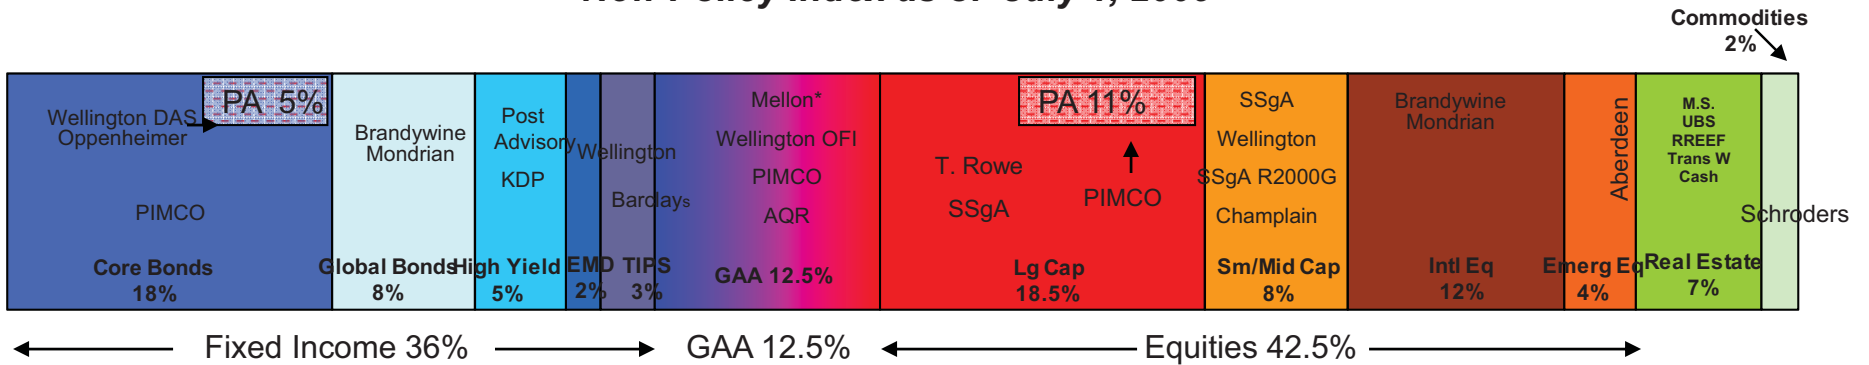 Commodities
2%
PA 5%
Wellington DAS
Oppenheimer
PIMCO
Core Bonds
18%
Brandywine
Mondrian
Global Bonds
8%
Post
Advisory
KDP
High Yield
5%
Wellington
EMD
2%
Barclays
TIPS
3%
Mellon*
Wellington OFI
PIMCO
AQR
GAA 12.5%
PA 11%
T. Rowe
SSgA
PIMCO
Lg Cap
18.5%
SSgA
Wellington
SSgA R2000G
Champlain
Sm/Mid Cap
8%
Brandywine
Mondrian
Intl Eq
12%
Aberdeen
Emerg Eq
4%
M.S.
UBS
RREEF
Trans W
Cash
Real Estate
7%
Schroders
Fixed Income 36%
GAA 12.5%
Equities 42.5%